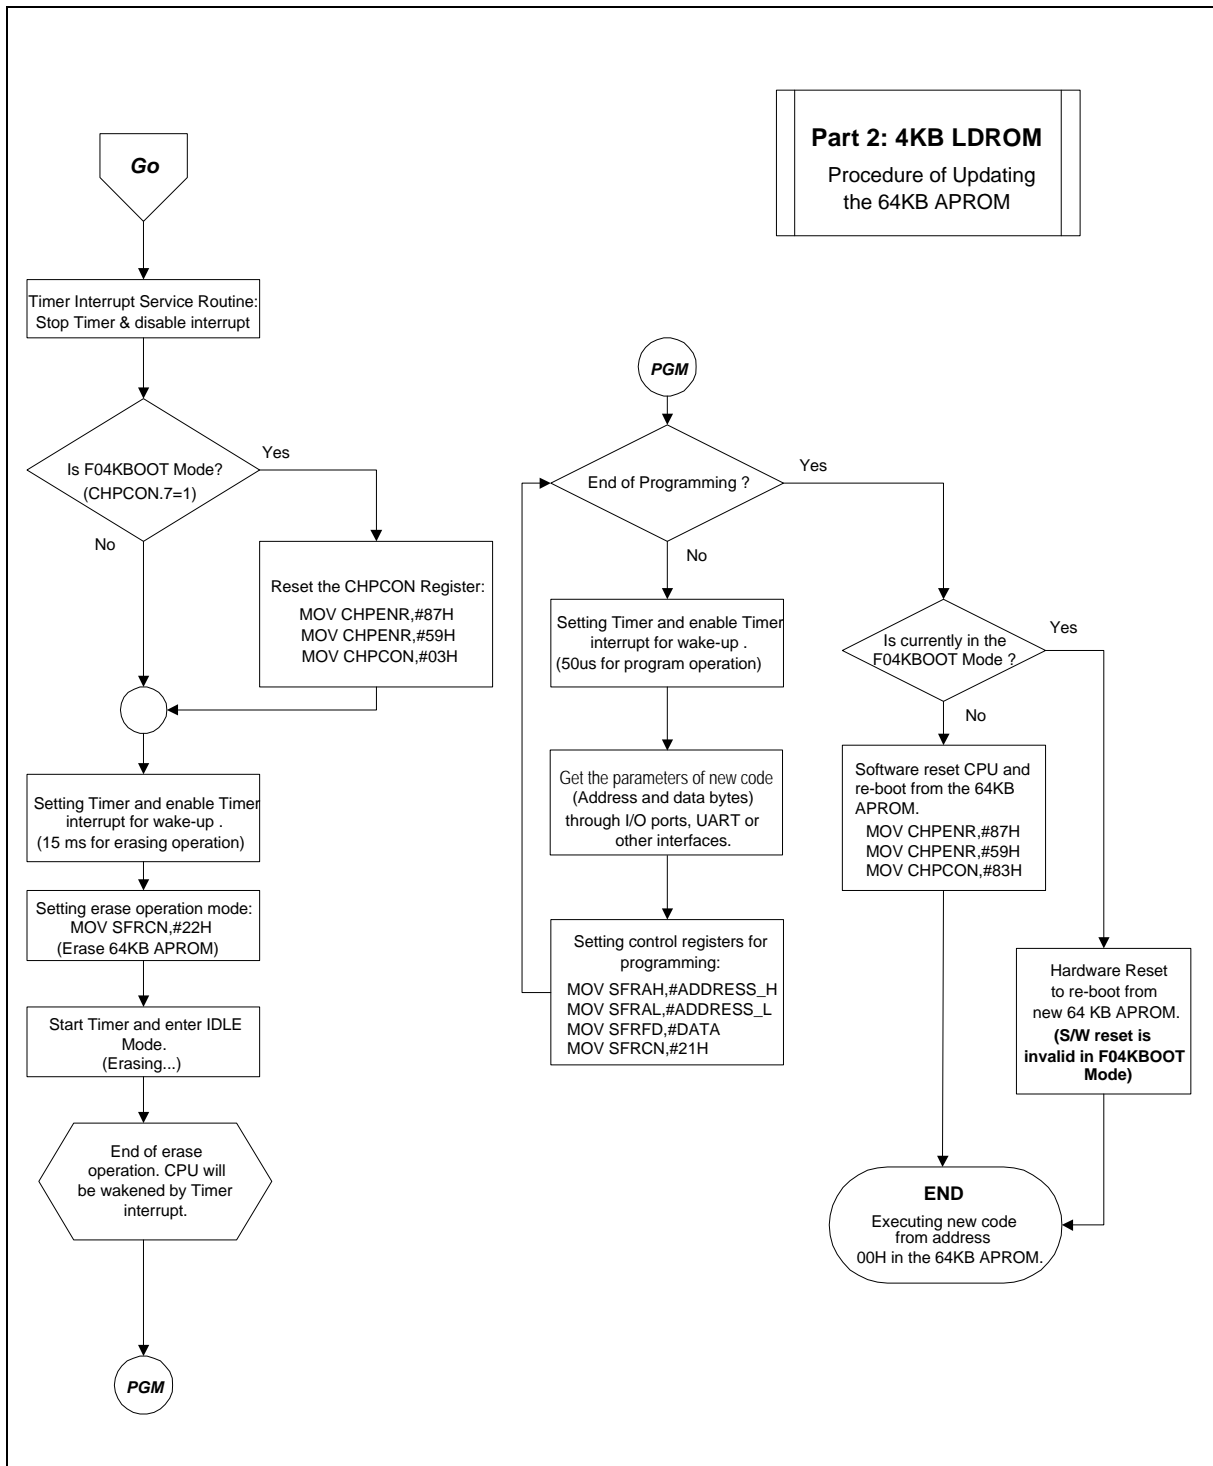 Part 2: 4KB LDROM
Procedure of Updating
the 64KB APROM
Go
Timer Interrupt Service Routine:
Stop Timer & disable interrupt
Is F04KBOOT Mode?
(CHPCON.7=1)
Yes
No
Reset the CHPCON Register:
MOV CHPENR,#87H
MOV CHPENR,#59H
MOV CHPCON,#03H
Setting Timer and enable Timer
interrupt for wake-up .
(15 ms for erasing operation)
Setting erase operation mode:
MOV SFRCN,#22H
(Erase 64KB APROM)
Start Timer and enter IDLE
Mode.
(Erasing...)
End of erase
operation. CPU will
be wakened by Timer
interrupt.
PGM
PGM
End of Programming ?
Yes
No
Setting Timer and enable Timer
interrupt for wake-up .
(50us for program operation)
Get the parameters of new code
(Address and data bytes)
through I/O ports, UART or
other interfaces.
Setting control registers for
programming:
MOV SFRAH,#ADDRESS_H
MOV SFRAL,#ADDRESS_L
MOV SFRFD,#DATA
MOV SFRCN,#21H
Is currently in the
F04KBOOT Mode ?
Yes
No
Software reset CPU and
re-boot from the 64KB
APROM.
MOV CHPENR,#87H
MOV CHPENR,#59H
MOV CHPCON,#83H
Hardware Reset
to re-boot from
new 64 KB APROM.
(S/W reset is
invalid in F04KBOOT
Mode)
END
Executing new code
from address
00H in the 64KB APROM.